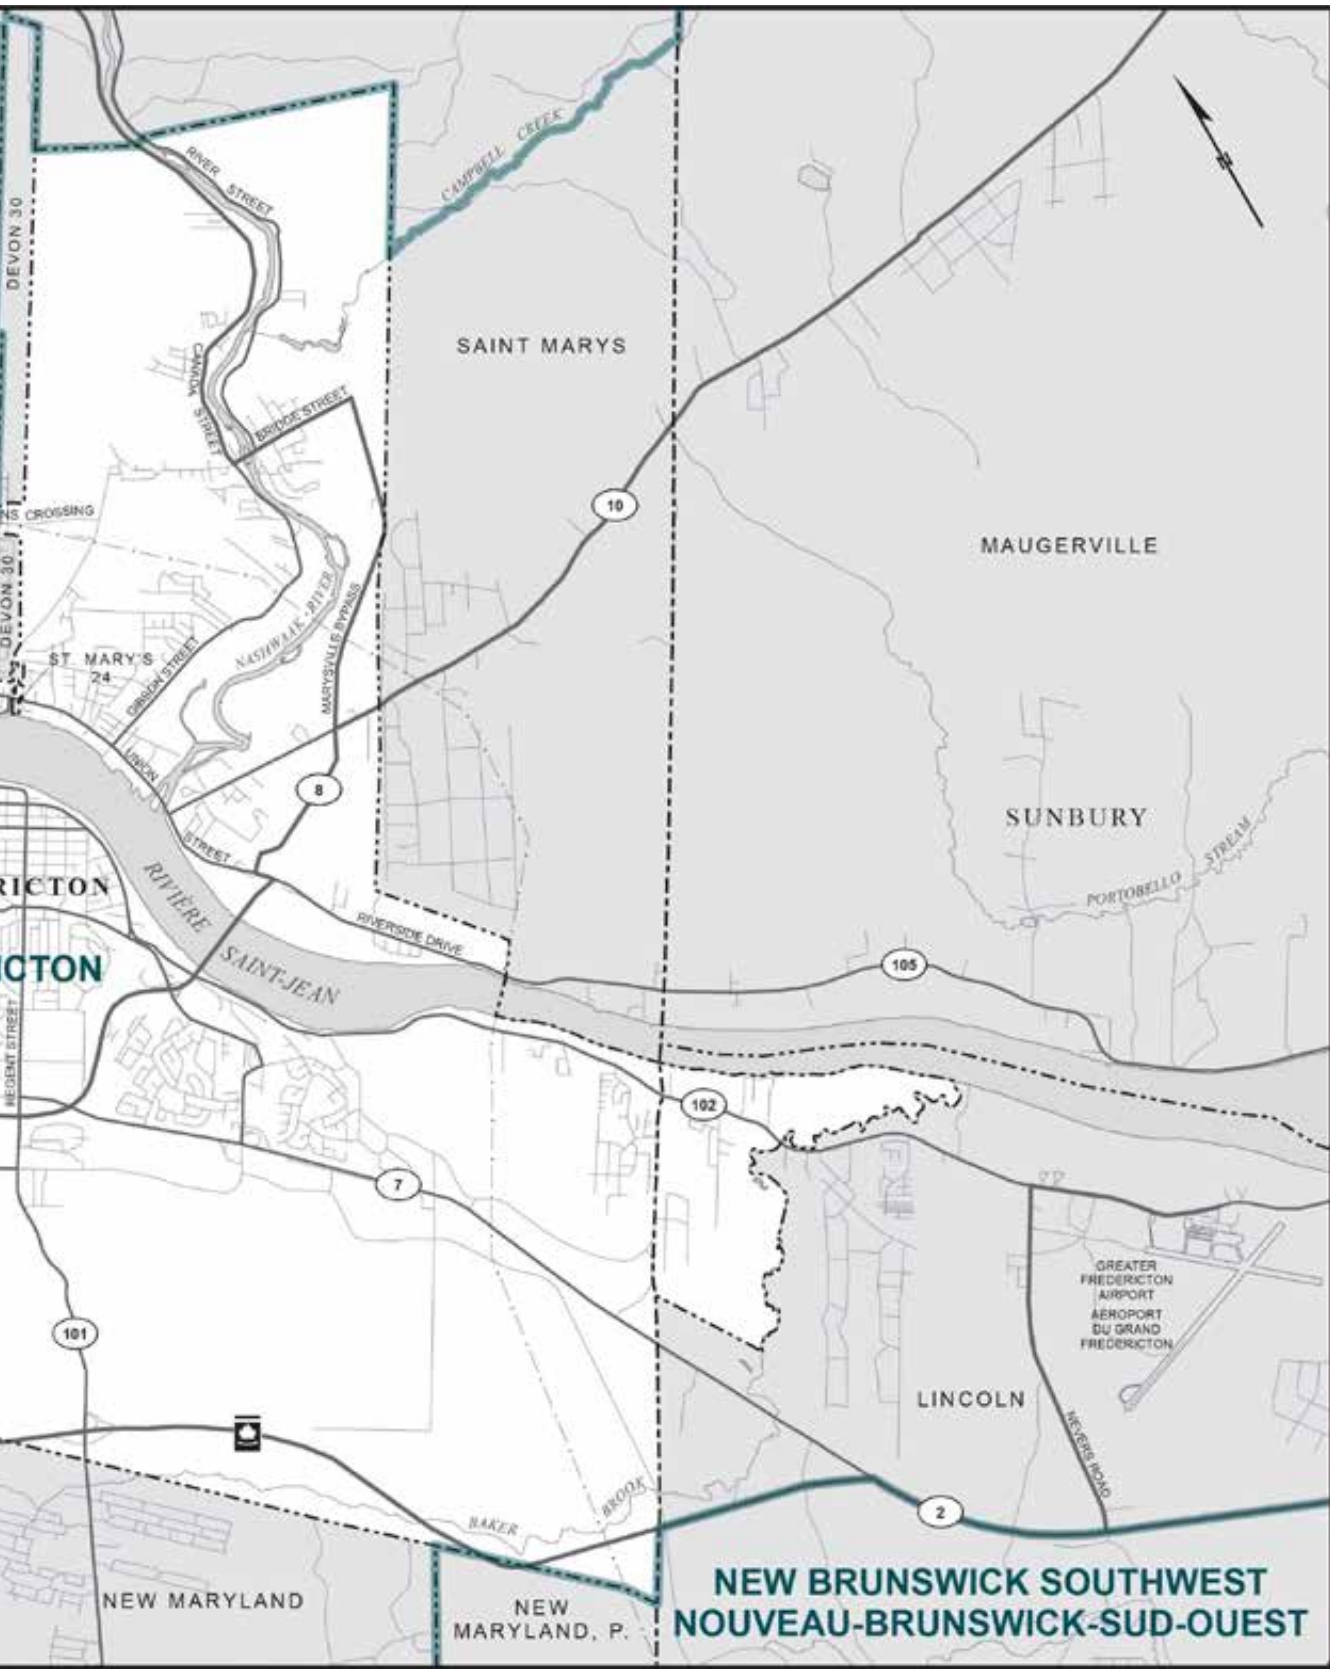 DEVON 30
RIVER STREET
CAMPBELL CREEK
N
SAINT MARYS
CANADA STREET
BRIDGE STREET
10
NS CROSSING
MAUGERVILLE
DEVON 30
ST. MARY'S
24
GIBSON STREET
NASHWAAK RIVER
MARYSVILLE BYPASS
UNION STREET
8
SUNBURY
PORTOBELLO STREAM
RICTON
RIVIÈRE SAINT-JEAN
RIVERSIDE DRIVE
ICTON
105
REGENT STREET
102
7
GREATER
FREDERICTON
AIRPORT
AÉROPORT
DU GRAND
FREDERICTON
101
LINCOLN
NEVERS ROAD
BAKER BROOK
2
NEW MARYLAND
NEW
MARYLAND, P.
NEW BRUNSWICK SOUTHWEST
NOUVEAU-BRUNSWICK-SUD-OUEST